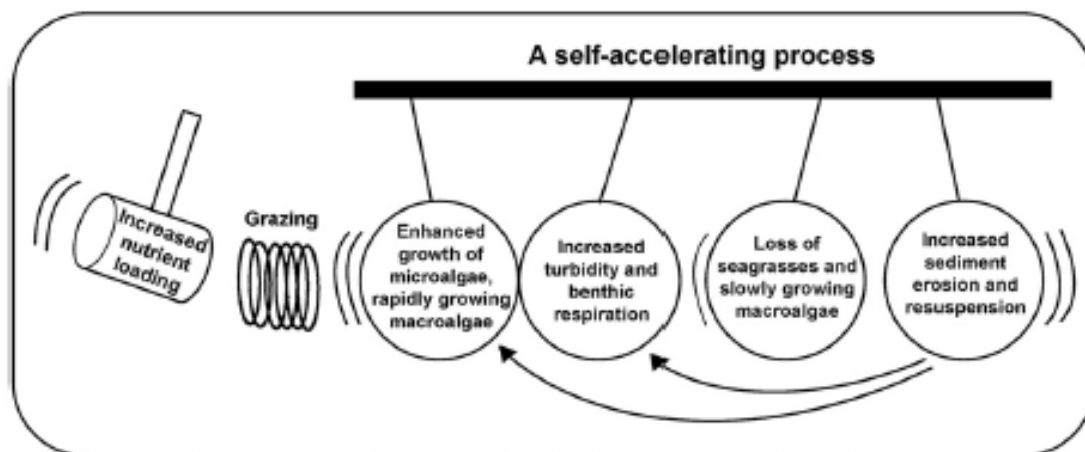 A self-accelerating process
Increased
nutrient
loading
Grazing
Enhanced
growth of
microalgae,
rapidly growing
macroalgae
Increased
turbidity and
benthic
respiration
Loss of
seagrasses and
slowly growing
macroalgae
Increased
sediment
erosion and
resuspension